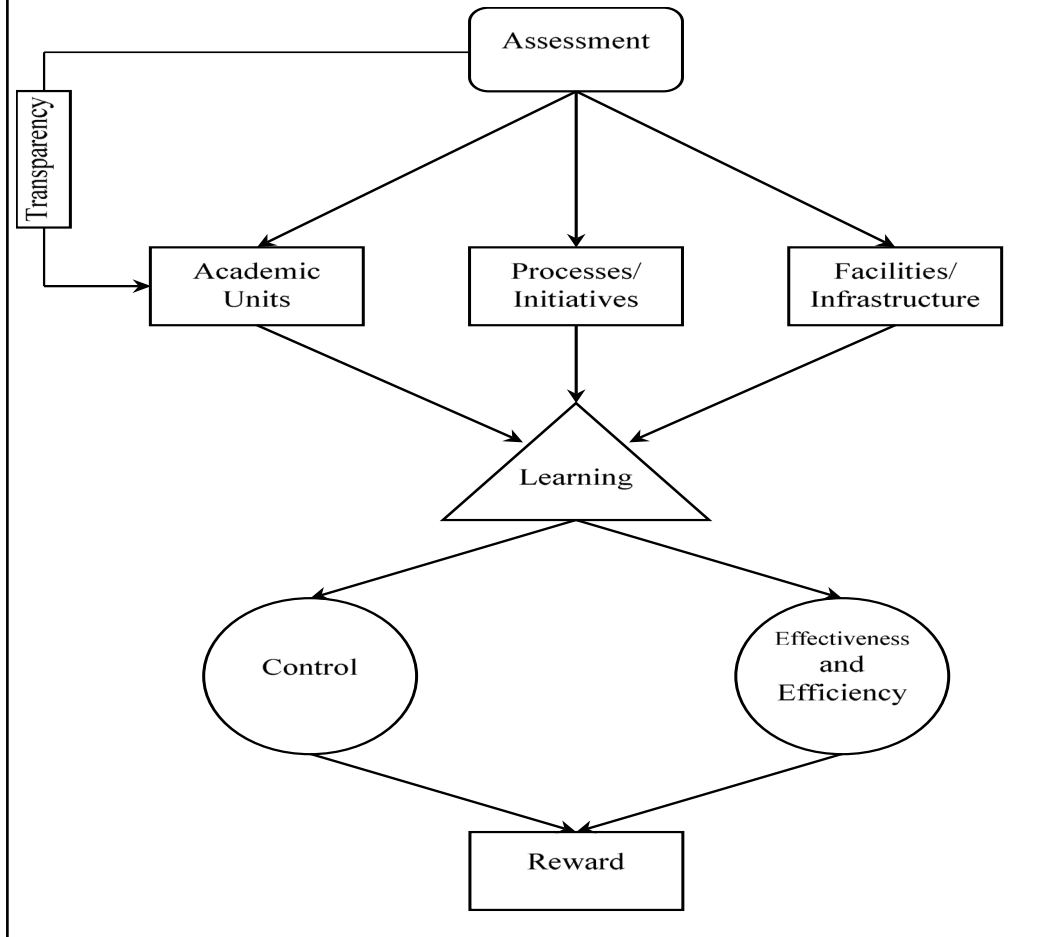 Assessment
Transparency
Academic
Units
Processes/
Initiatives
Facilities/
Infrastructure
Learning
Control
Effectiveness
and
Efficiency
Reward